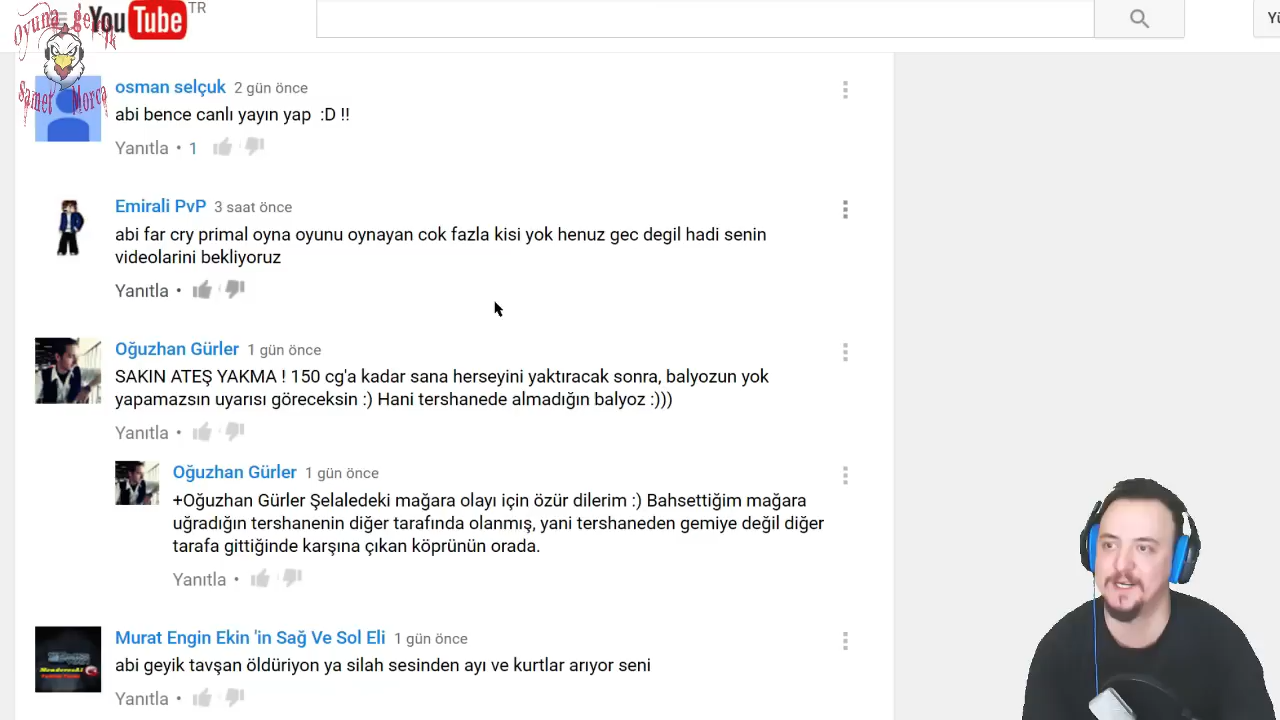 Oyuna gel
YouTube TR
Yü
Samet Morca
osman selçuk 2 gün önce
abi bence canlı yayın yap :D !!
Yanıtla • 1
Emirali PvP 3 saat önce
abi far cry primal oyna oyunu oynayan cok fazla kisi yok henuz gec degil hadi senin
videolarini bekliyoruz
Yanıtla •
Oğuzhan Gürler 1 gün önce
SAKIN ATEŞ YAKMA ! 150 cg'a kadar sana herseyini yaktıracak sonra, balyozun yok
yapamazsın uyarısı göreceksin :) Hani tershanede almadığın balyoz :)))
Yanıtla •
Oğuzhan Gürler 1 gün önce
+Oğuzhan Gürler Şelaledeki mağara olayı için özür dilerim :) Bahsettiğim mağara
uğradığın tershanenin diğer tarafında olanmış, yani tershaneden gemiye değil diğer
tarafa gittiğinde karşına çıkan köprünün orada.
Yanıtla •
Murat Engin Ekin 'in Sağ Ve Sol Eli 1 gün önce
abi geyik tavşan öldüriyon ya silah sesinden ayı ve kurtlar arıyor seni
Yanıtla •